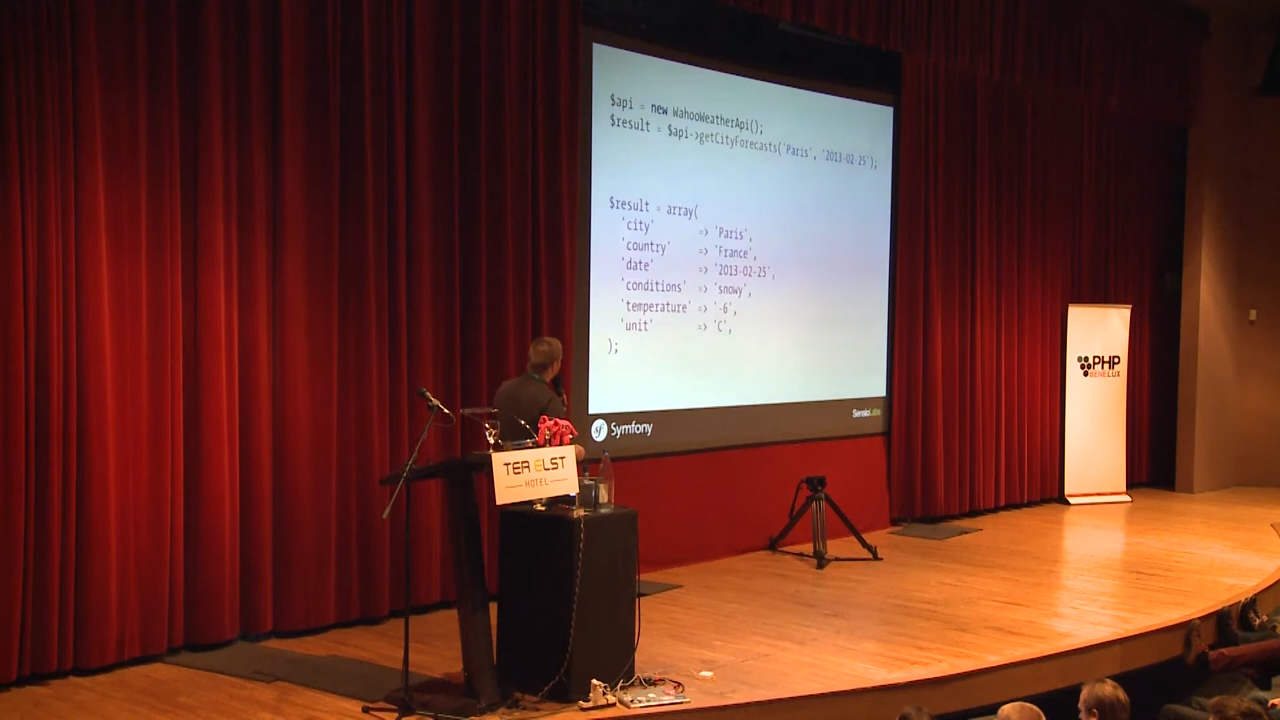 $api = new WahooWeatherApi();
$result = $api->getCityForecasts('Paris', '2013-02-25');
$result = array(
'city' => 'Paris',
'country' => 'France',
'date' => '2013-02-25',
'conditions' => 'snowy',
'temperature' => '-6',
'unit' => 'C',
);
sf Symfony
SensioLabs
TER ELST
HOTEL
PHP
BENELUX